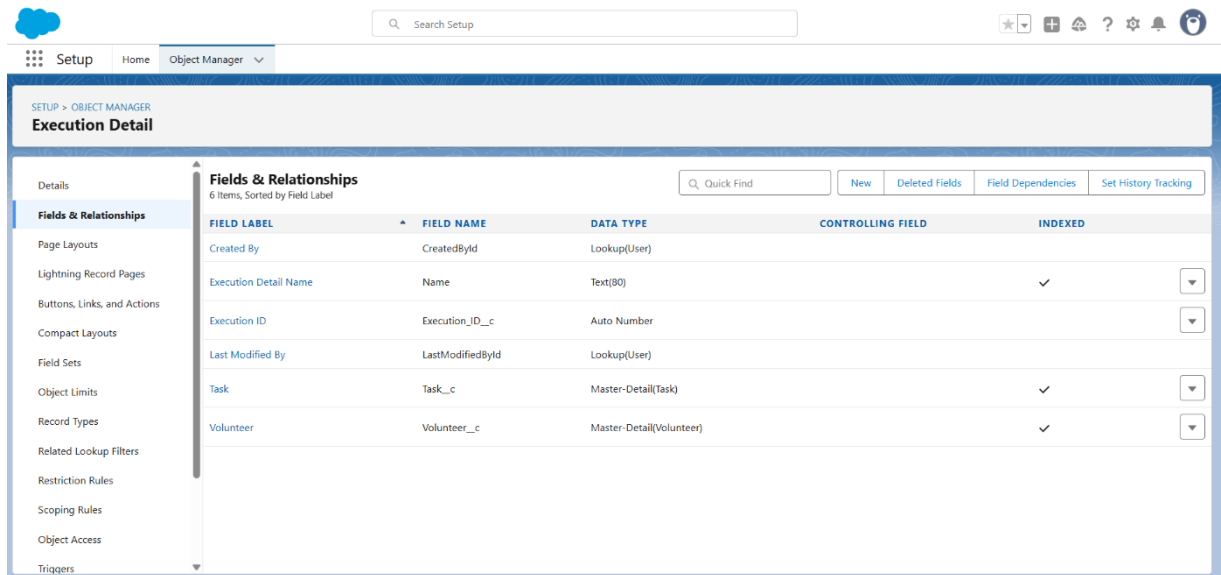 Search Setup
Setup Home Object Manager
SETUP > OBJECT MANAGER
Execution Detail
Details
Fields & Relationships
Page Layouts
Lightning Record Pages
Buttons, Links, and Actions
Compact Layouts
Field Sets
Object Limits
Record Types
Related Lookup Filters
Restriction Rules
Scoping Rules
Object Access
Triggers
Fields & Relationships
6 Items, Sorted by Field Label
Quick Find New Deleted Fields Field Dependencies Set History Tracking
FIELD LABEL FIELD NAME DATA TYPE CONTROLLING FIELD INDEXED
Created By CreatedById Lookup(User)
Execution Detail Name Name Text(80)
Execution ID Execution_ID__c Auto Number
Last Modified By LastModifiedById Lookup(User)
Task Task__c Master-Detail(Task)
Volunteer Volunteer__c Master-Detail(Volunteer)